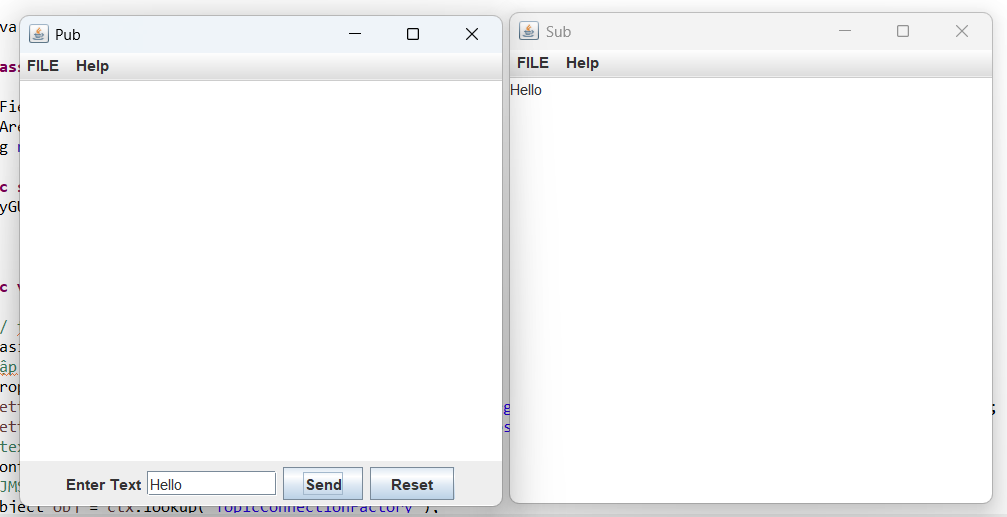 Pub
FILE Help
Enter Text Hello Send Reset
Sub
FILE Help
Hello
va
ass
Fie
Are
g
c s
yGU
c v
/
as
ập
rop
ett
ett
tex
ont
JMS
bject obj = ctx.lookup("TopicConnectionFactory");